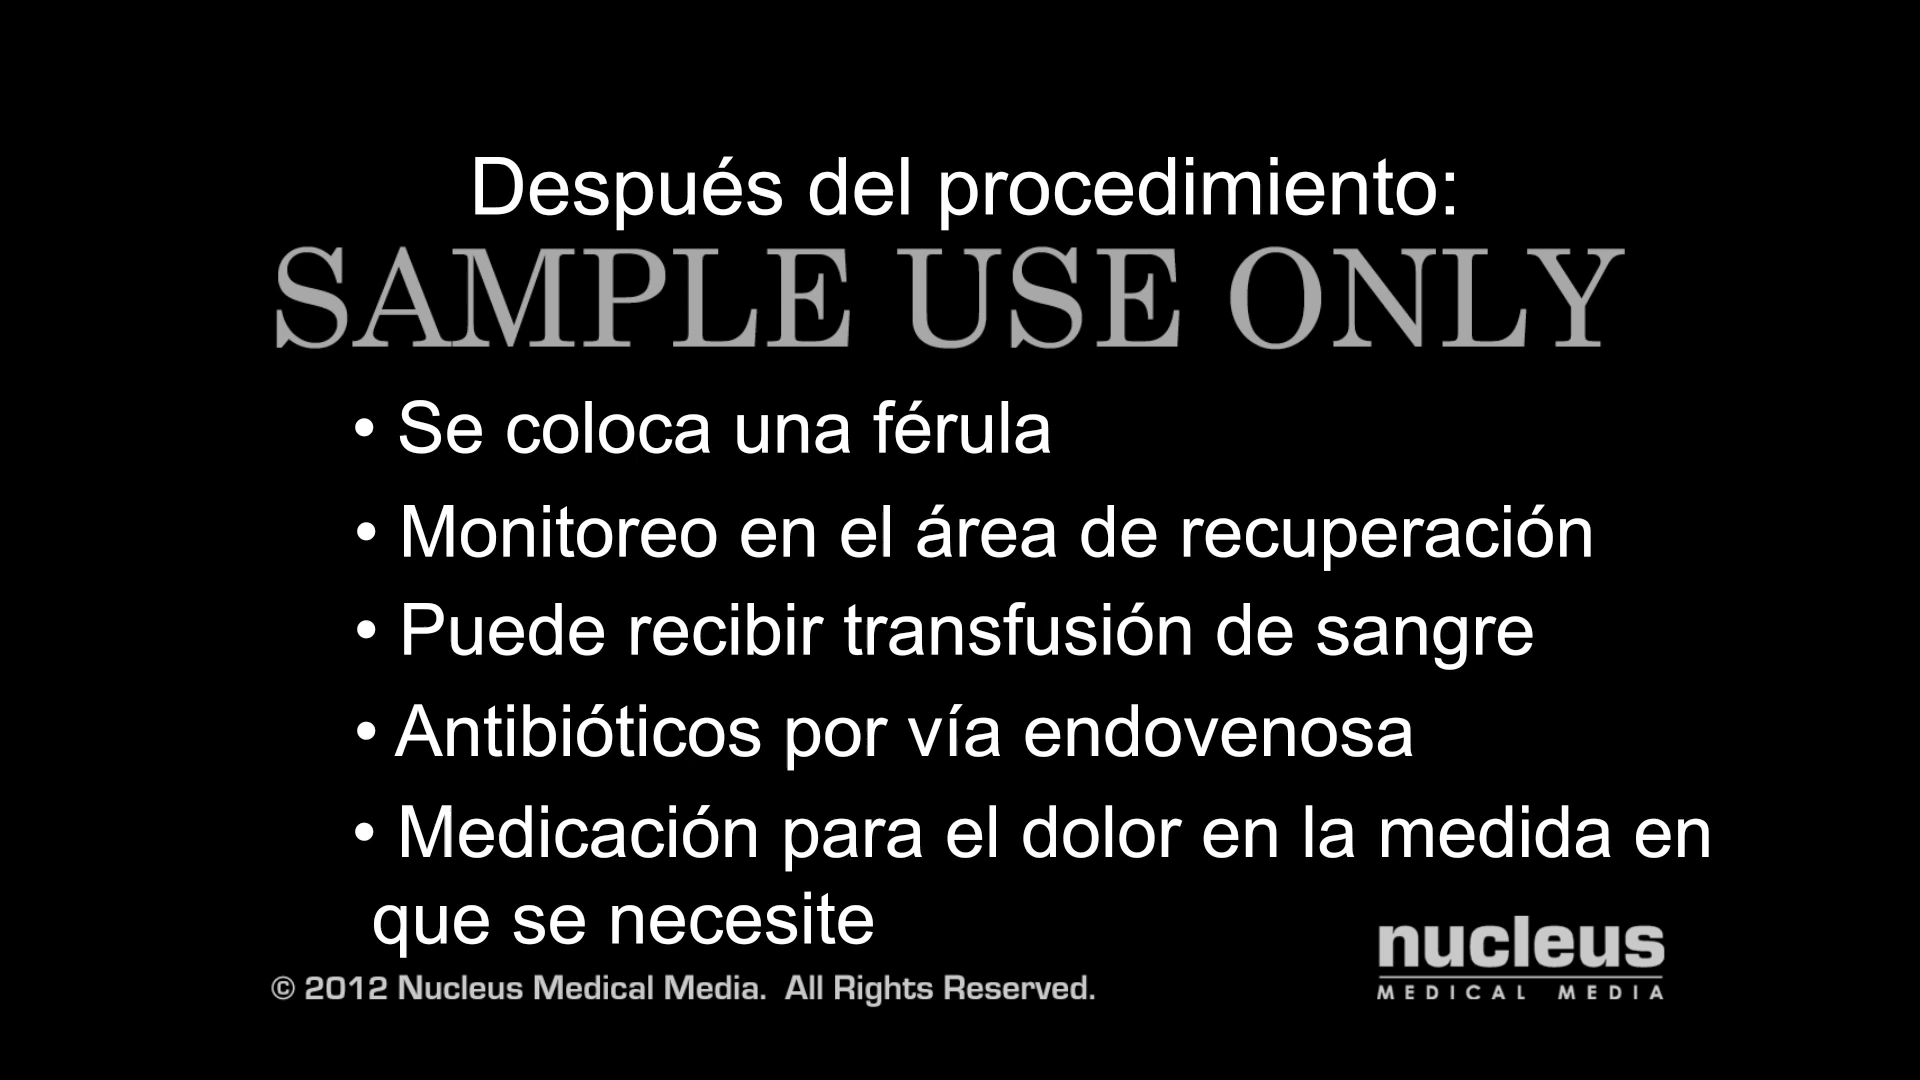 Después del procedimiento:
SAMPLE USE ONLY
• Se coloca una férula
• Monitoreo en el área de recuperación
• Puede recibir transfusión de sangre
• Antibióticos por vía endovenosa
• Medicación para el dolor en la medida en
que se necesite
nucleus
MEDICAL MEDIA
© 2012 Nucleus Medical Media. All Rights Reserved.